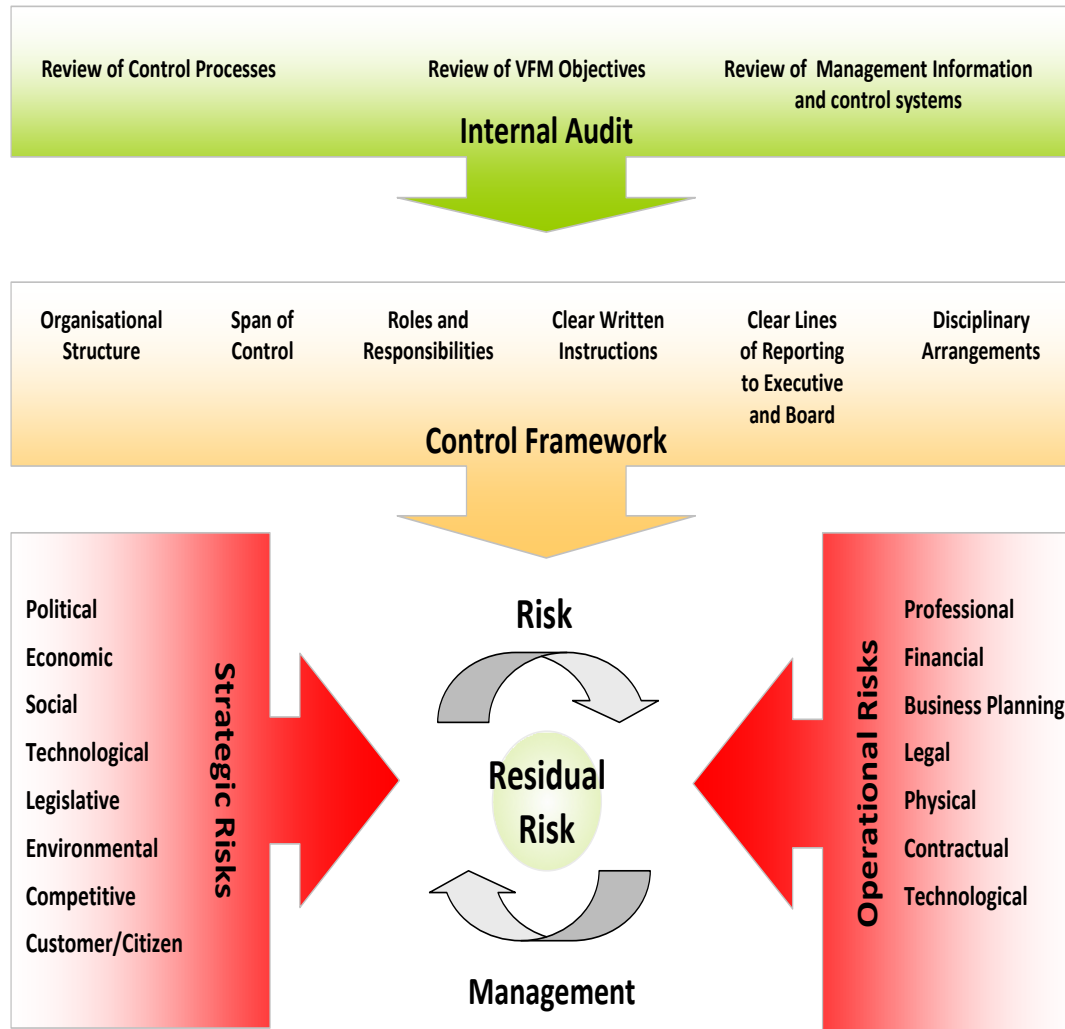 Review of Control Processes
Review of VFM Objectives
Review of Management Information
and control systems
Internal Audit
Organisational
Structure
Span of
Control
Roles and
Responsibilities
Clear Written
Instructions
Clear Lines
of Reporting
to Executive
and Board
Disciplinary
Arrangements
Control Framework
Political
Economic
Social
Technological
Legislative
Environmental
Competitive
Customer/Citizen
Strategic Risks
Risk
Residual
Risk
Management
Operational Risks
Professional
Financial
Business Planning
Legal
Physical
Contractual
Technological